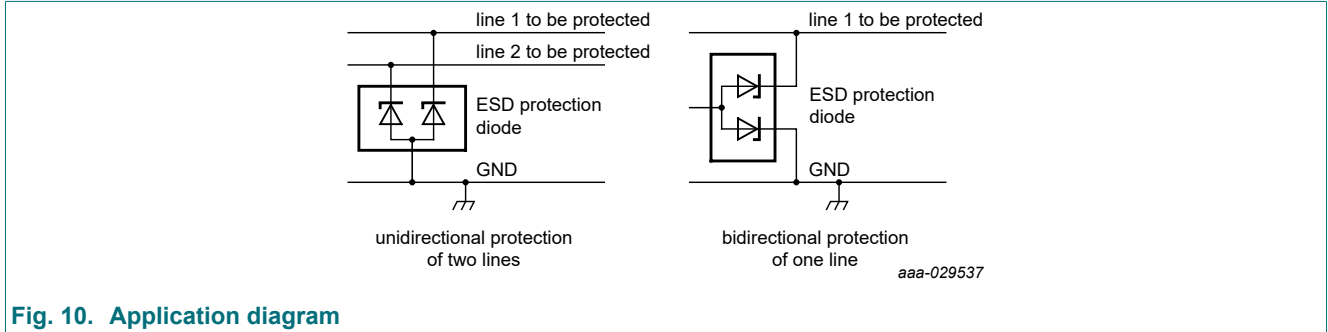 line 1 to be protected
line 2 to be protected
ESD protection
diode
GND
unidirectional protection
of two lines
line 1 to be protected
ESD protection
diode
GND
bidirectional protection
of one line
aaa-029537
Fig. 10. Application diagram